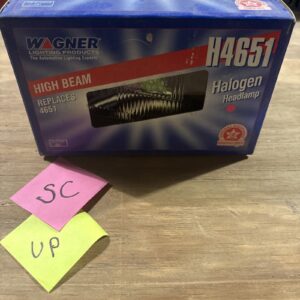 WAGNER
LIGHTING PRODUCTS
The Automotive Lighting Experts
H4651
HIGH BEAM
REPLACES
4651
Halogen
Headlamp
SC
UP